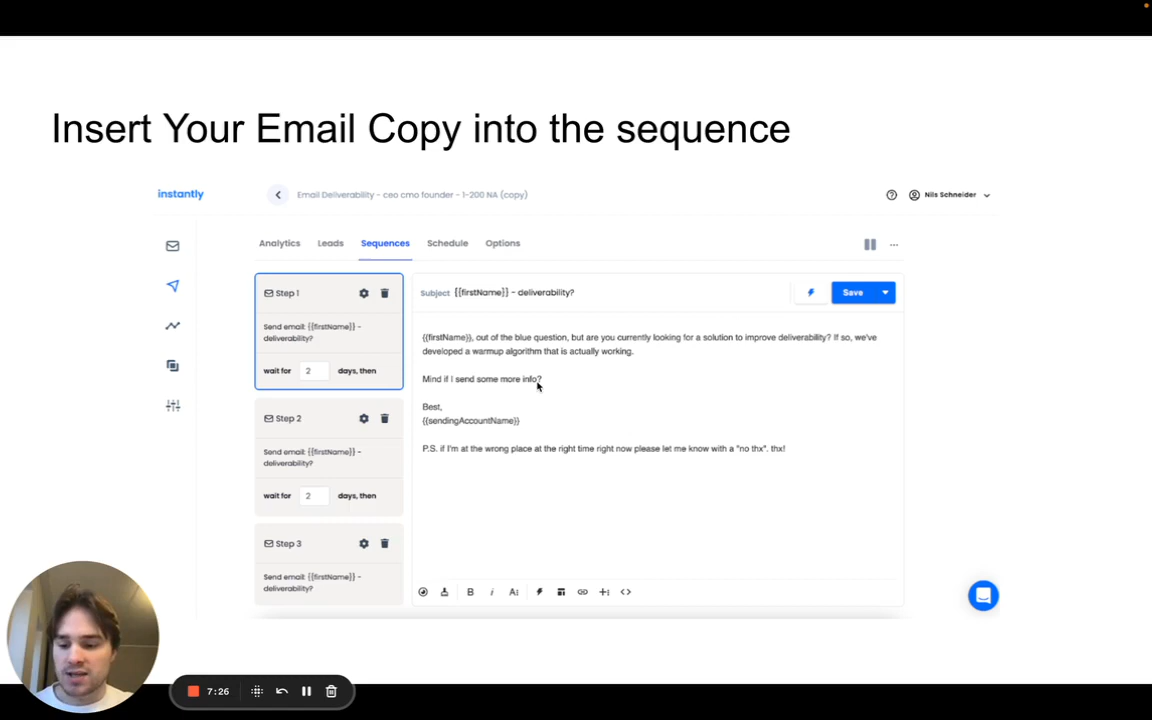 Insert Your Email Copy into the sequence
instantly
Email Deliverability - ceo cmo founder - 1-200 NA (copy)
Nils Schneider
Analytics
Leads
Sequences
Schedule
Options
Step 1
Send email: {{firstName}} -
deliverability?
wait for 2 days, then
Step 2
Send email: {{firstName}} -
deliverability?
wait for 2 days, then
Step 3
Send email: {{firstName}} -
deliverability?
Subject {{firstName}} - deliverability?
Save
{{firstName}}, out of the blue question, but are you currently looking for a solution to improve deliverability? If so, we've
developed a warmup algorithm that is actually working.
Mind if I send some more info?
Best,
{{sendingAccountName}}
P.S. if I'm at the wrong place at the right time right now please let me know with a "no thx". thx!
7:26